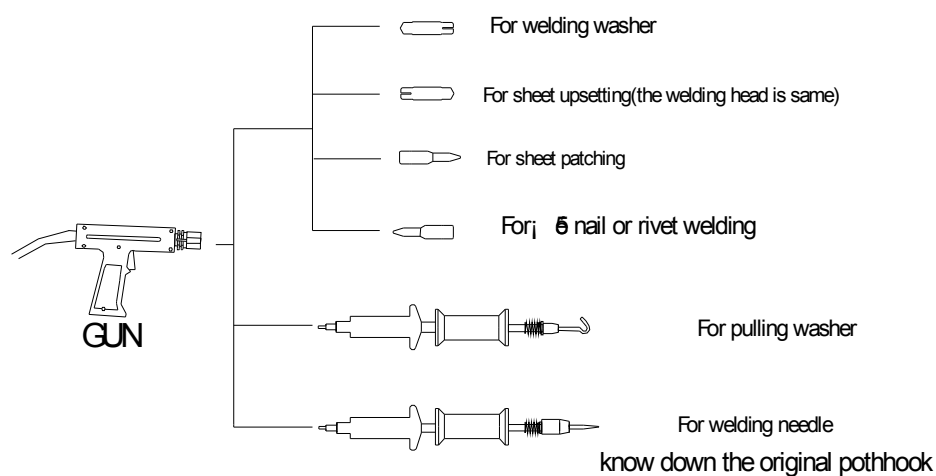 For welding washer
For sheet upsetting(the welding head is same)
For sheet patching
For¡ nail or rivet welding
GUN
For pulling washer
For welding needle
know down the original pothhook